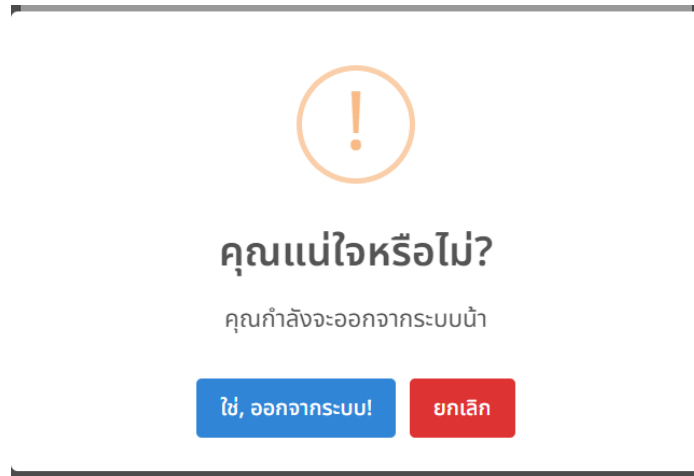 !
คุณแน่ใจหรือไม่?
คุณกำลังจะออกจากระบบน้า
ใช่, ออกจากระบบ! ยกเลิก